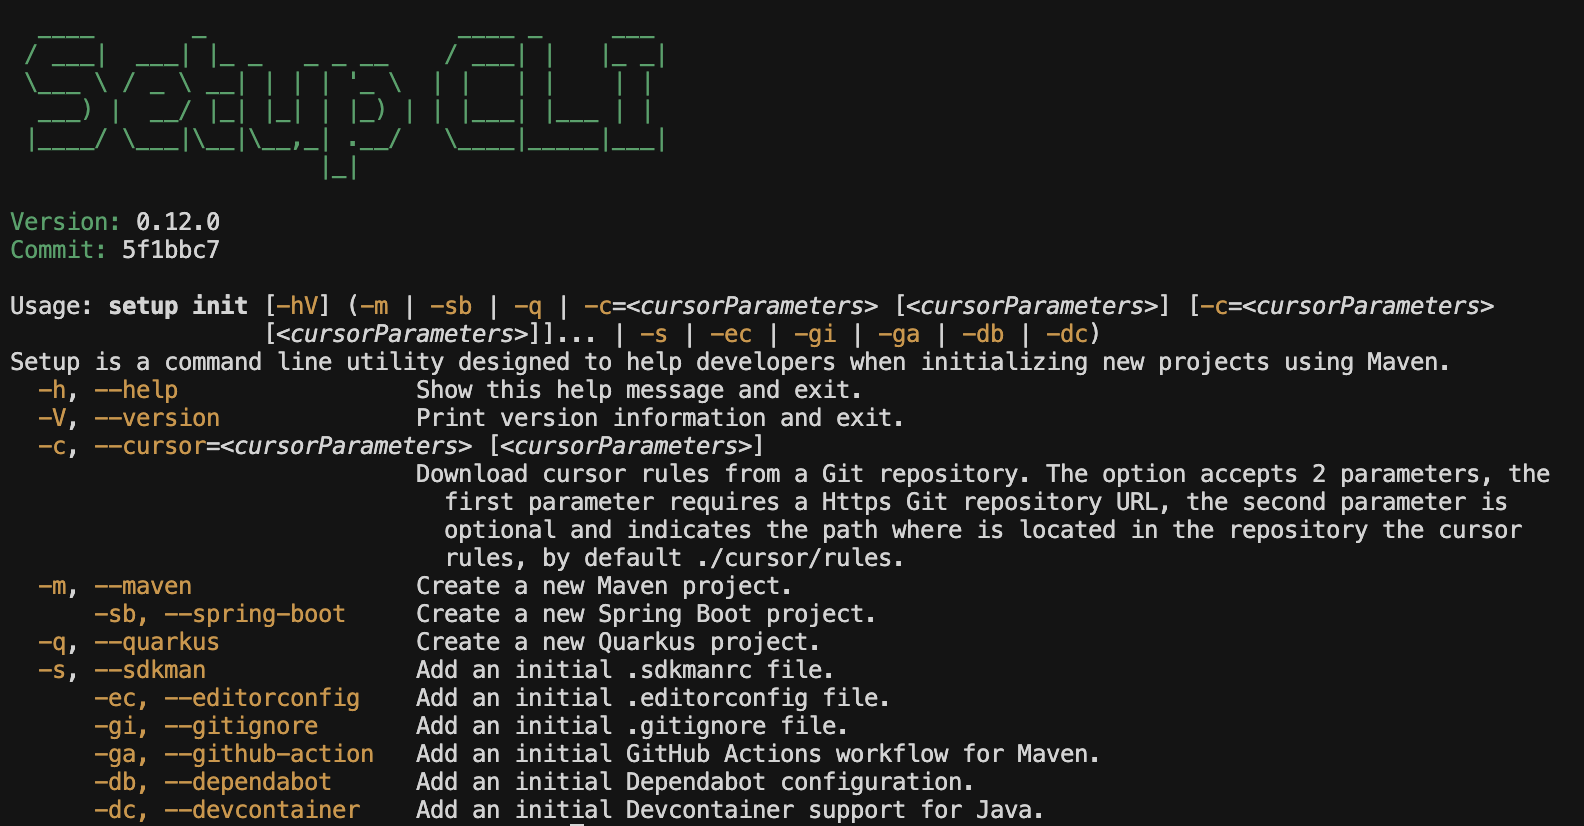 Setup CLI
Version: 0.12.0
Commit: 5f1bbc7
Usage: setup init [-hV] (-m | -sb | -q | -c=<cursorParameters> [<cursorParameters>] [-c=<cursorParameters>
[<cursorParameters>]]... | -s | -ec | -gi | -ga | -db | -dc)
Setup is a command line utility designed to help developers when initializing new projects using Maven.
-h, --help Show this help message and exit.
-V, --version Print version information and exit.
-c, --cursor=<cursorParameters> [<cursorParameters>]
Download cursor rules from a Git repository. The option accepts 2 parameters, the
first parameter requires a Https Git repository URL, the second parameter is
optional and indicates the path where is located in the repository the cursor
rules, by default ./cursor/rules.
-m, --maven Create a new Maven project.
-sb, --spring-boot Create a new Spring Boot project.
-q, --quarkus Create a new Quarkus project.
-s, --sdkman Add an initial .sdkmanrc file.
-ec, --editorconfig Add an initial .editorconfig file.
-gi, --gitignore Add an initial .gitignore file.
-ga, --github-action Add an initial GitHub Actions workflow for Maven.
-db, --dependabot Add an initial Dependabot configuration.
-dc, --devcontainer Add an initial Devcontainer support for Java.